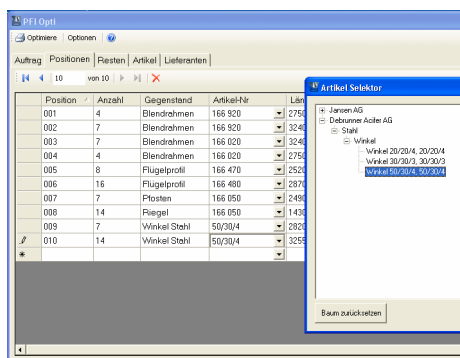 PFJ Opti
Optimiere Optionen
Auftrag Positionen Resten Artikel Lieferanten
10 von 10
Position Anzahl Gegenstand Artikel-Nr Län
001 4 Blendrahmen 166 920 2750
002 7 Blendrahmen 166 920 3240
003 7 Blendrahmen 166 020 3240
004 4 Blendrahmen 166 020 2750
005 8 Flügelprofil 166 470 2520
006 16 Flügelprofil 166 480 2870
007 7 Pfosten 166 050 2490
008 14 Riegel 166 050 1430
009 7 Winkel Stahl 50/30/4 2820
010 14 Winkel Stahl 50/30/4 3255
Artikel Selektor
Jansen AG
Debrunner Acifer AG
Stahl
Winkel
Winkel 20/20/4, 20/20/4
Winkel 30/30/3, 30/30/3
Winkel 50/30/4, 50/30/4
Baum zurücksetzen